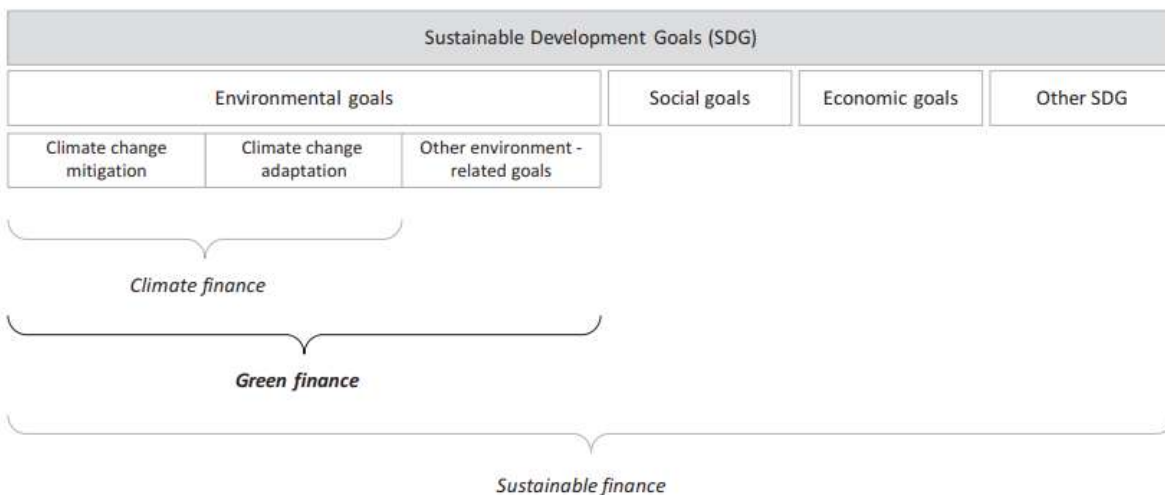 Sustainable Development Goals (SDG)
Environmental goals
Social goals
Economic goals
Other SDG
Climate change
mitigation
Climate change
adaptation
Other environment -
related goals
Climate finance
Green finance
Sustainable finance